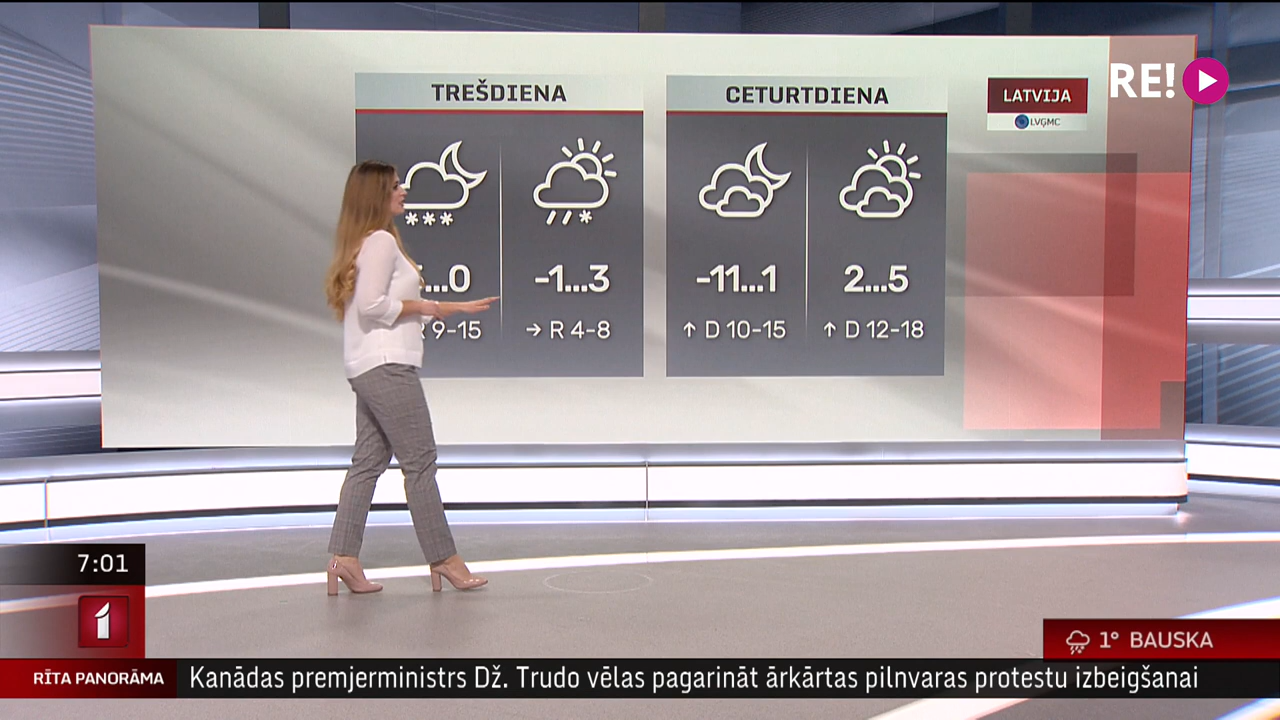 TREŠDIENA
CETURTDIENA
LATVIJA
LVĢMC
RE!
...0
-1...3
-11...1
2...5
9-15
→ R 4-8
↑ D 10-15
↑ D 12-18
7:01
1
1° BAUSKA
RĪTA PANORĀMA
Kanādas premjerministrs Dž. Trudo vēlas pagarināt ārkārtas pilnvaras protestu izbeigšanai